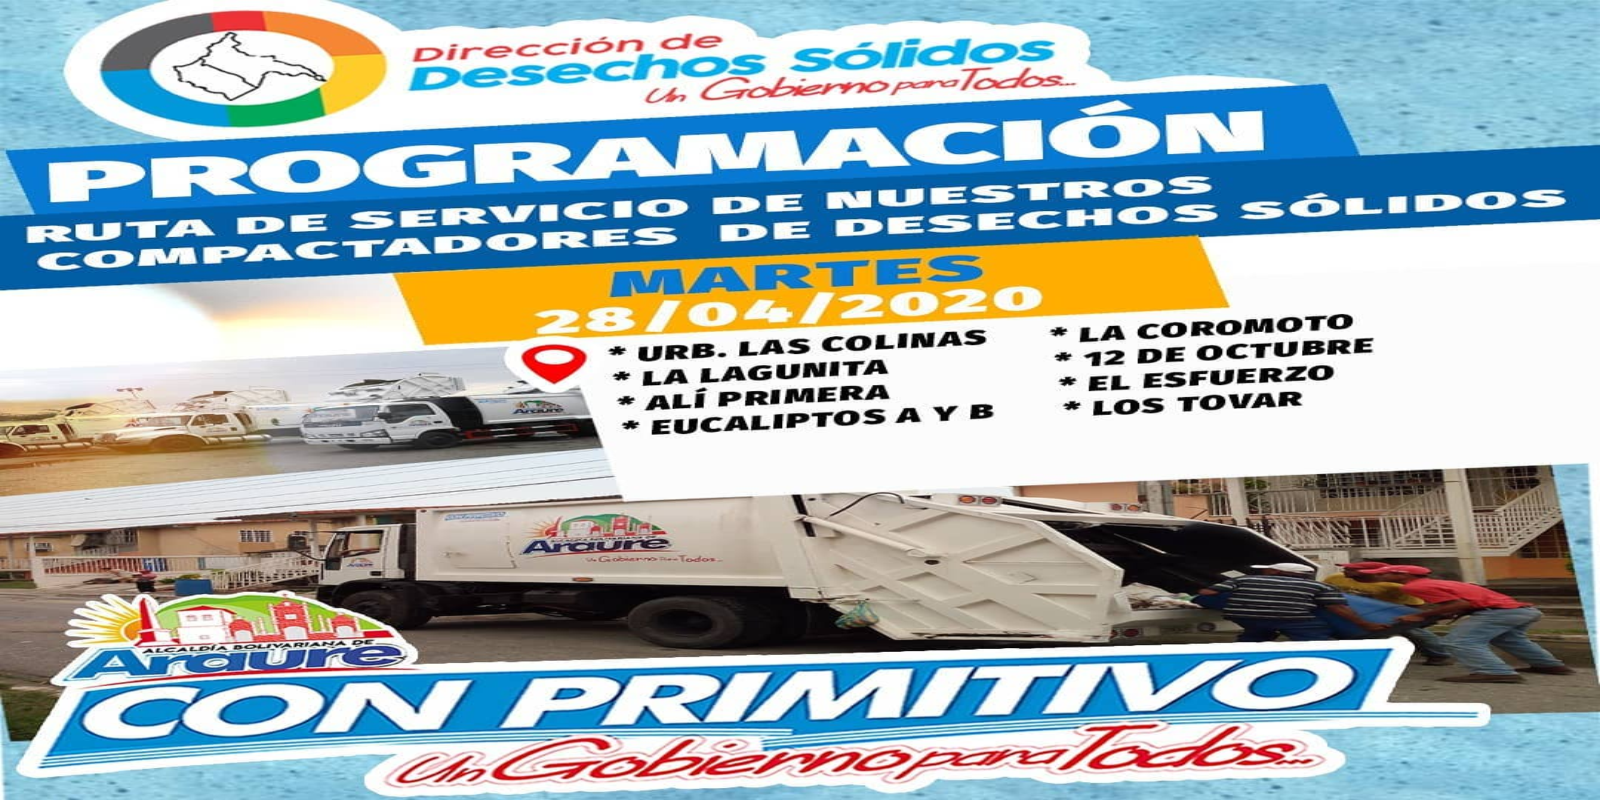 Dirección de
Desechos Sólidos
Un Gobierno para Todos...
PROGRAMACIÓN
RUTA DE SERVICIO DE NUESTROS
COMPACTADORES DE DESECHOS SÓLIDOS
MARTES
28/04/2020
* URB. LAS COLINAS
* LA LAGUNITA
* ALÍ PRIMERA
* EUCALIPTOS A Y B
* LA COROMOTO
* 12 DE OCTUBRE
* EL ESFUERZO
* LOS TOVAR
Araure
Araure
Un Gobierno Para Todos...
Araure
ALCALDÍA BOLIVARIANA DE
Araure
CON PRIMITIVO
Un Gobierno para Todos...